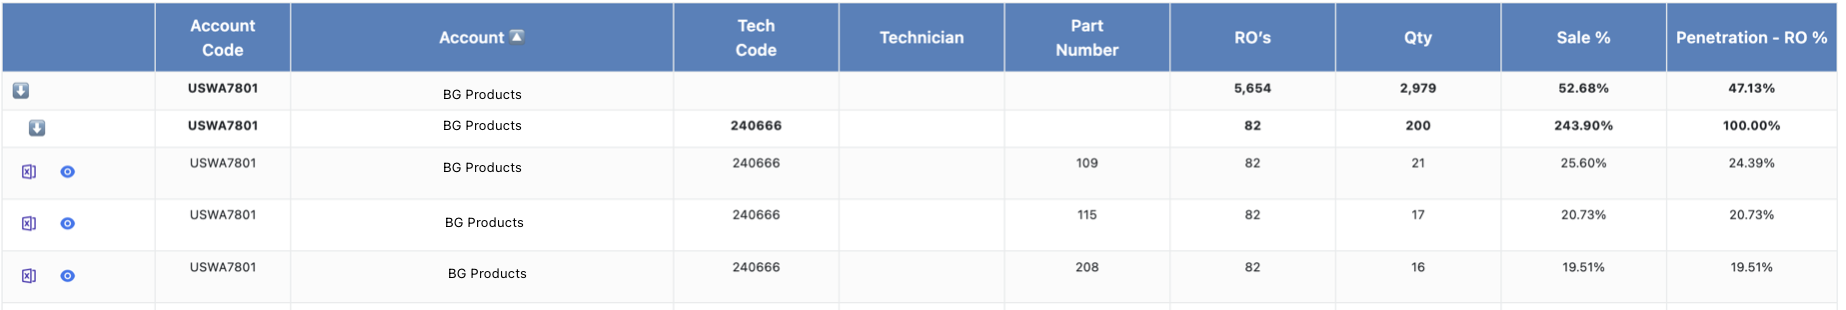 Account Code Account Tech Code Technician Part Number RO's Qty Sale % Penetration - RO %
USWA7801 BG Products 5,654 2,979 52.68% 47.13%
USWA7801 BG Products 240666 82 200 243.90% 100.00%
USWA7801 BG Products 240666 109 82 21 25.60% 24.39%
USWA7801 BG Products 240666 115 82 17 20.73% 20.73%
USWA7801 BG Products 240666 208 82 16 19.51% 19.51%